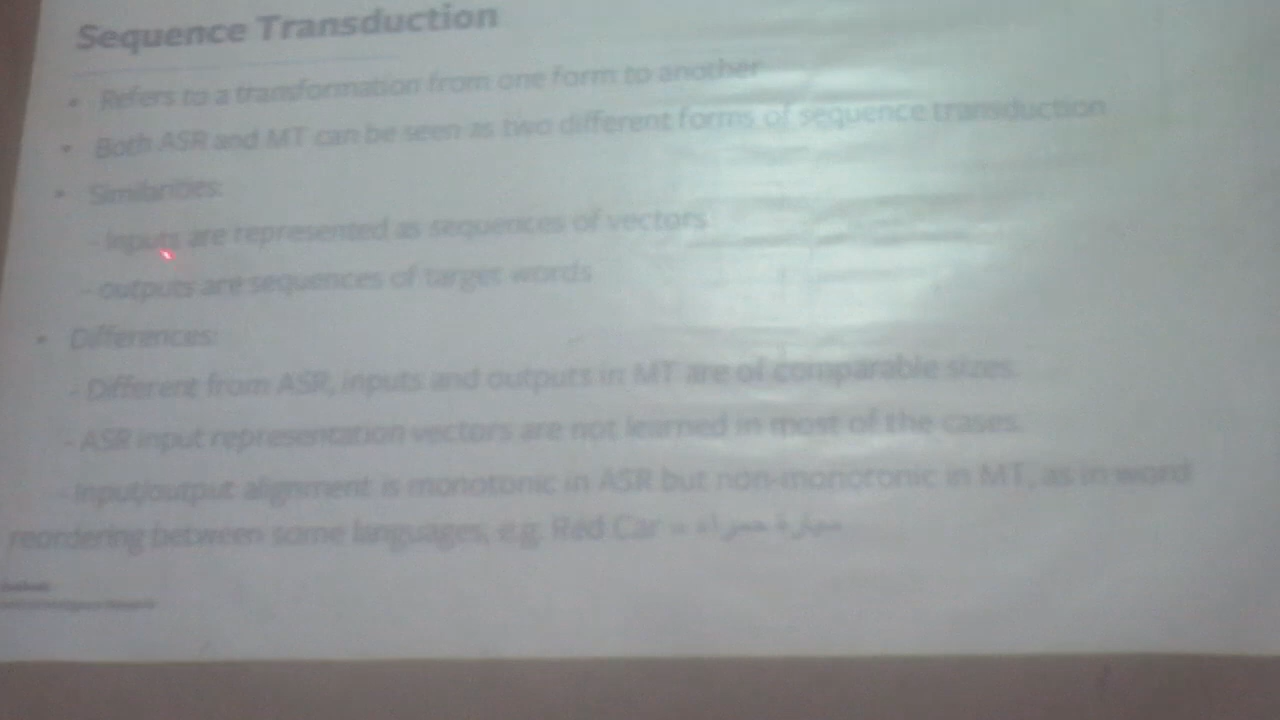 Sequence Transduction
• Refers to a transformation from one form to another
• Both ASR and MT can be seen as two different forms of sequence transduction
• Similarities:
- Inputs are represented as sequences of vectors
- outputs are sequences of target words
• Differences:
- Different from ASR, inputs and outputs in MT are of comparable sizes.
- ASR input representation vectors are not learned in most of the cases.
- Input/output alignment is monotonic in ASR but non-monotonic in MT, as in word
reordering between some languages, e.g. Red Car = سيارة حمراء